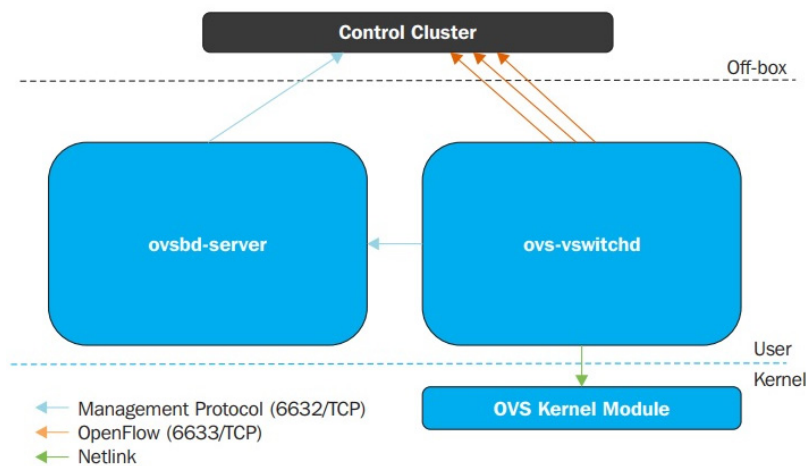 Control Cluster
Off-box
ovsbd-server
ovs-vswitchd
User
Kernel
Management Protocol (6632/TCP)
OpenFlow (6633/TCP)
Netlink
OVS Kernel Module